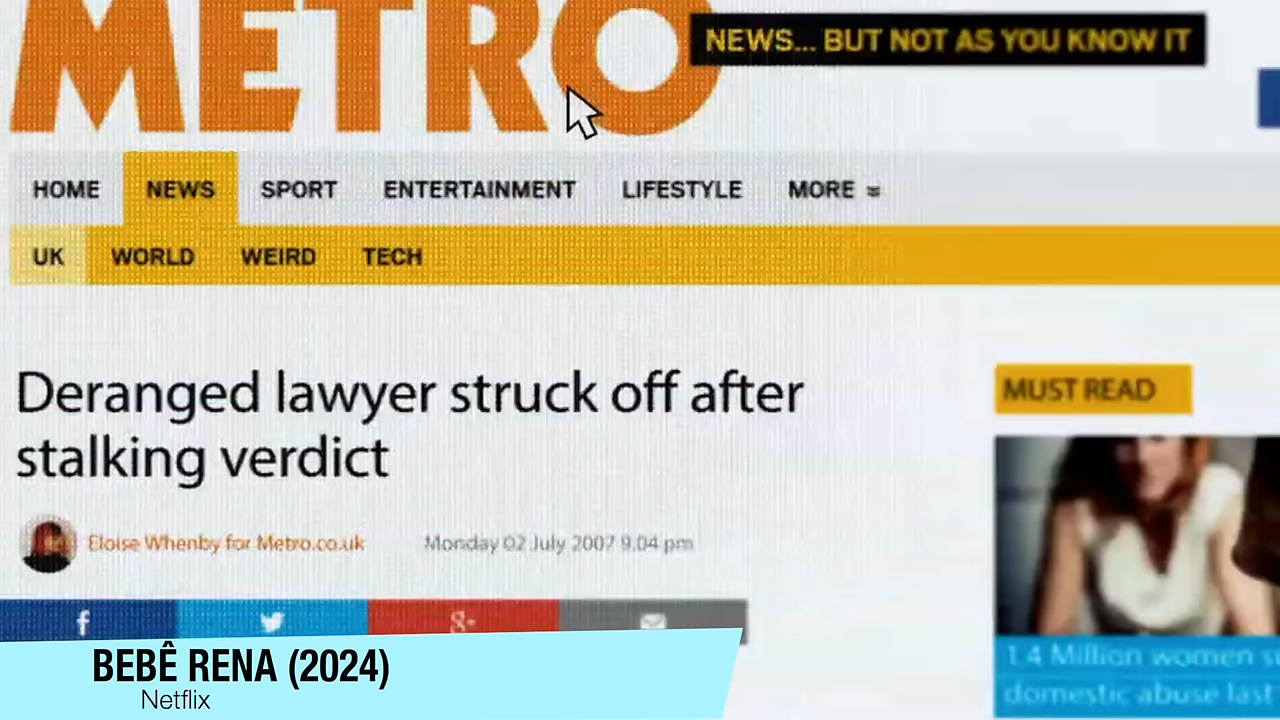 METRO
NEWS... BUT NOT AS YOU KNOW IT
HOME NEWS SPORT ENTERTAINMENT LIFESTYLE MORE
UK WORLD WEIRD TECH
Deranged lawyer struck off after
stalking verdict
MUST READ
Eloise Whenby for Metro.co.uk Monday 02 July 2007 9.04 pm
f g+
1.4 Million women
domestic abuse last
BEBÊ RENA (2024)
Netflix